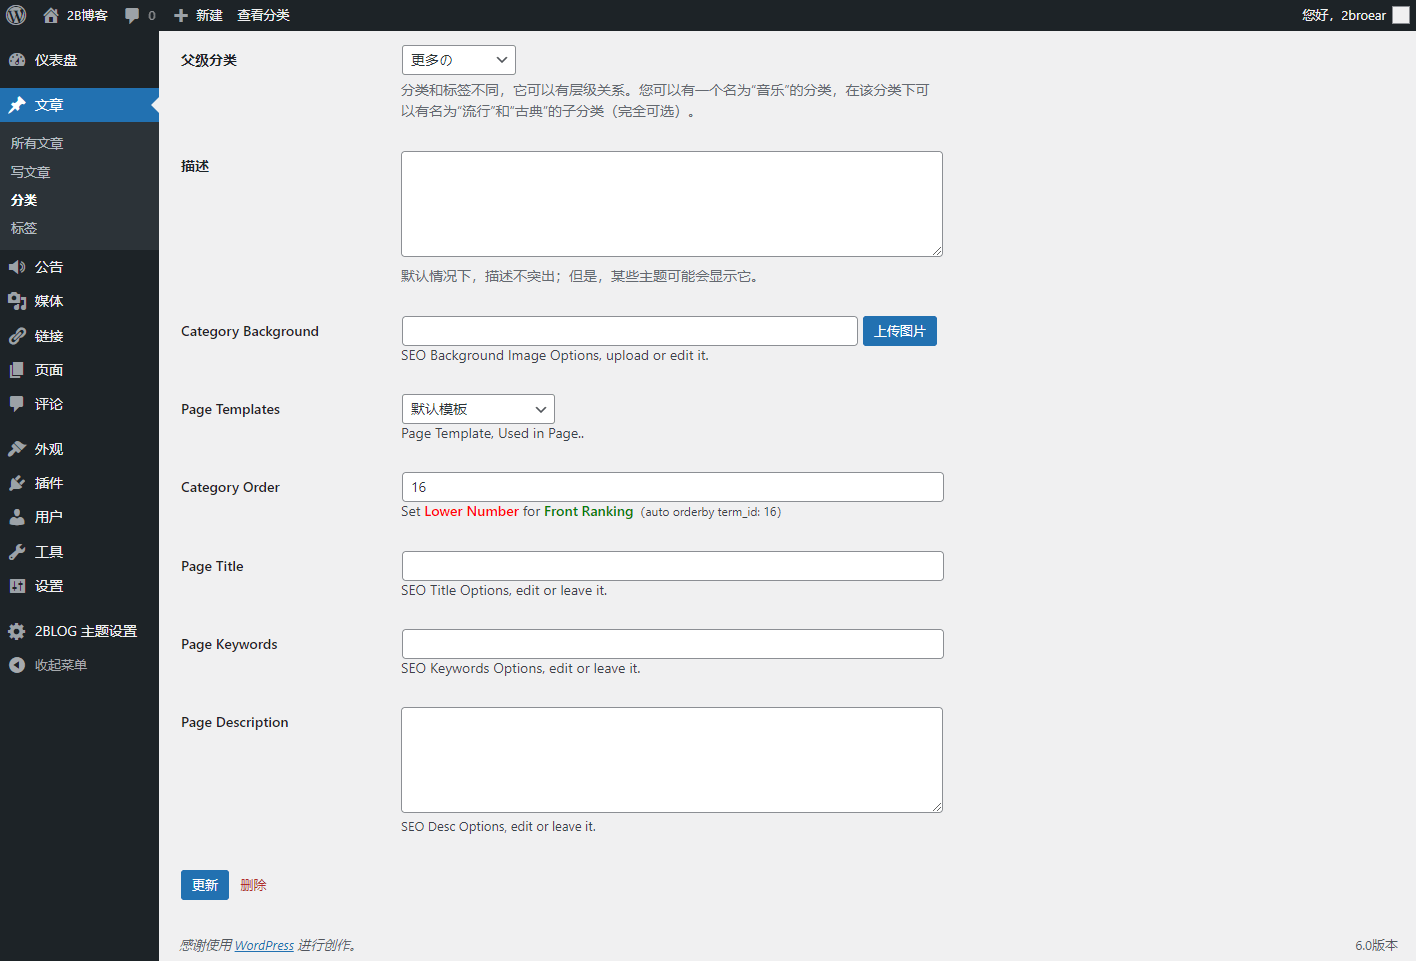 2B博客
0
新建
查看分类
您好，2broear
仪表盘
文章
所有文章
写文章
分类
标签
公告
媒体
链接
页面
评论
外观
插件
用户
工具
设置
2BLOG 主题设置
收起菜单
父级分类
更多の
分类和标签不同，它可以有层级关系。您可以有一个名为“音乐”的分类，在该分类下可
以有名为“流行”和“古典”的子分类（完全可选）。
描述
默认情况下，描述不突出；但是，某些主题可能会显示它。
Category Background
上传图片
SEO Background Image Options, upload or edit it.
Page Templates
默认模板
Page Template, Used in Page..
Category Order
16
Set Lower Number for Front Ranking （auto orderby term_id: 16）
Page Title
SEO Title Options, edit or leave it.
Page Keywords
SEO Keywords Options, edit or leave it.
Page Description
SEO Desc Options, edit or leave it.
更新
删除
感谢使用 WordPress 进行创作。
6.0版本